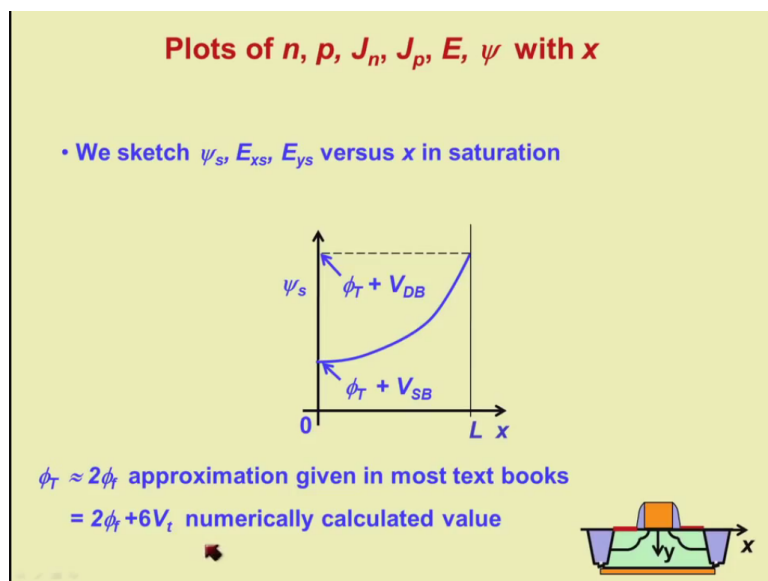 Plots of n, p, Jn, Jp, E, ψ with x
• We sketch ψs, Exs, Eys versus x in saturation
ψs
ϕT + VDB
ϕT + VSB
0
L x
ϕT ≈ 2ϕf approximation given in most text books
= 2ϕf +6Vt numerically calculated value
x
y